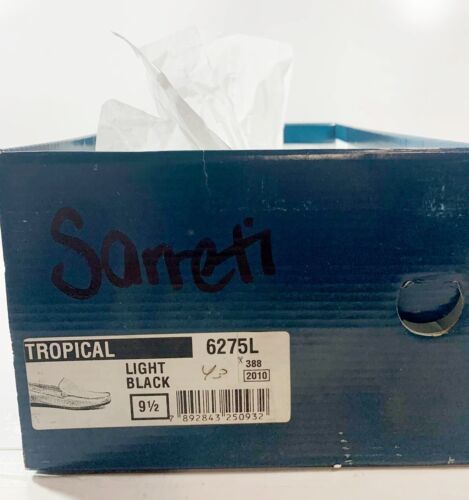 Sarreti
TROPICAL 6275L
LIGHT x 388
BLACK 2010
9½
7 892843 250932